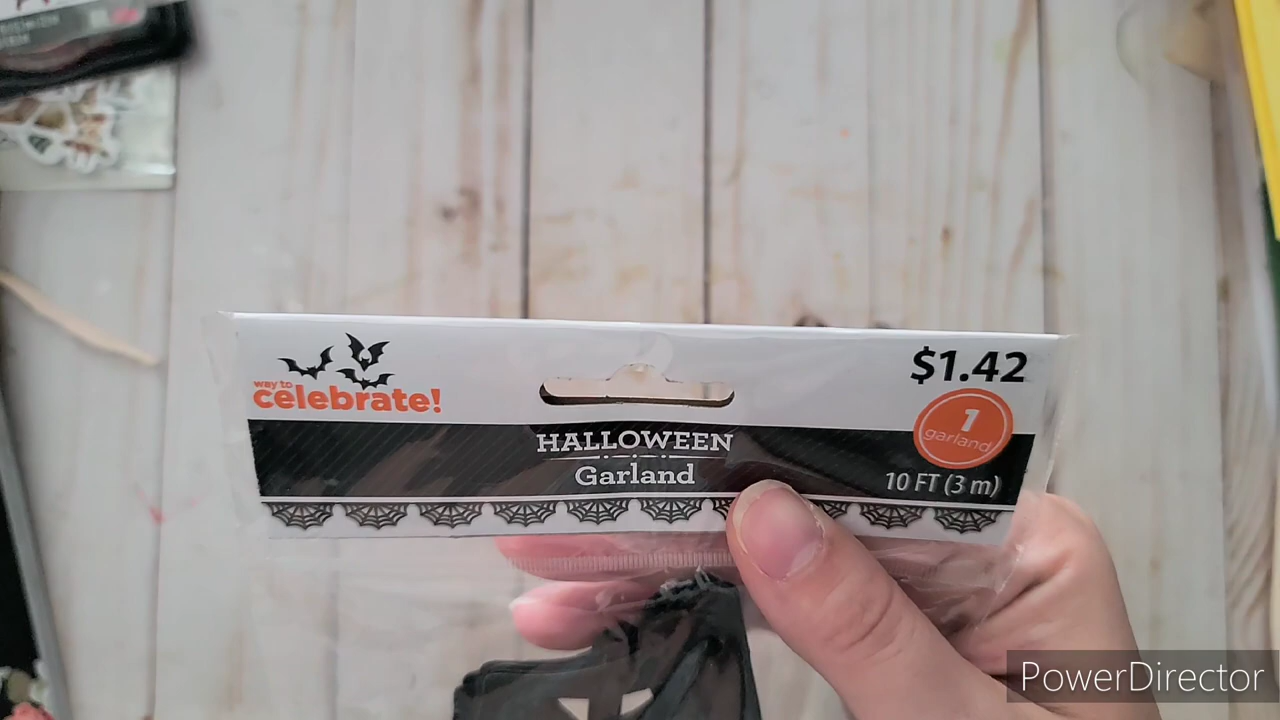 $1.42
way to
celebrate!
1
garland
HALLOWEEN
Garland
10 FT (3 m)
PowerDirector